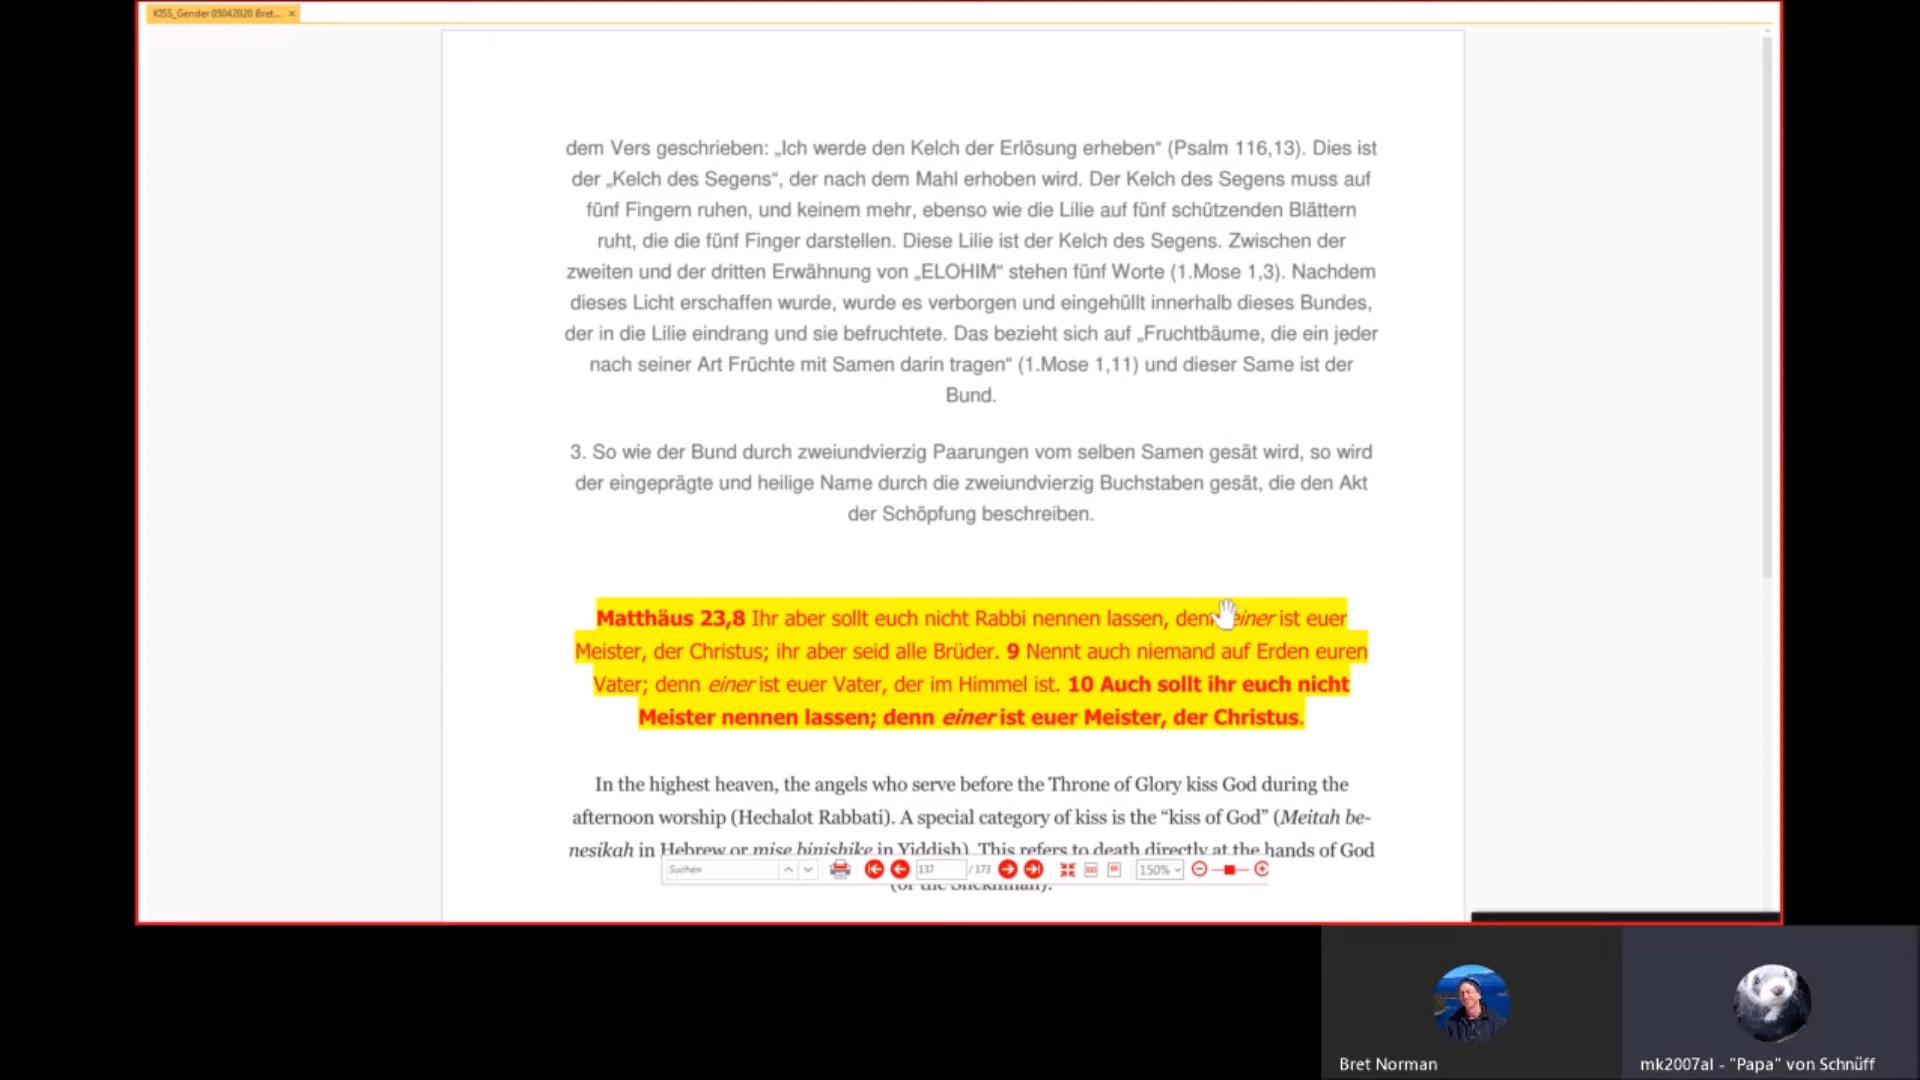 KISS_Gender 05042020 Bret... ×
dem Vers geschrieben: „Ich werde den Kelch der Erlösung erheben“ (Psalm 116,13). Dies ist
der „Kelch des Segens“, der nach dem Mahl erhoben wird. Der Kelch des Segens muss auf
fünf Fingern ruhen, und keinem mehr, ebenso wie die Lilie auf fünf schützenden Blättern
ruht, die die fünf Finger darstellen. Diese Lilie ist der Kelch des Segens. Zwischen der
zweiten und der dritten Erwähnung von „ELOHIM“ stehen fünf Worte (1.Mose 1,3). Nachdem
dieses Licht erschaffen wurde, wurde es verborgen und eingehüllt innerhalb dieses Bundes,
der in die Lilie eindrang und sie befruchtete. Das bezieht sich auf „Fruchtbäume, die ein jeder
nach seiner Art Früchte mit Samen darin tragen“ (1.Mose 1,11) und dieser Same ist der
Bund.
3. So wie der Bund durch zweiundvierzig Paarungen vom selben Samen gesät wird, so wird
der eingeprägte und heilige Name durch die zweiundvierzig Buchstaben gesät, die den Akt
der Schöpfung beschreiben.
Matthäus 23,8 Ihr aber sollt euch nicht Rabbi nennen lassen, denn einer ist euer
Meister, der Christus; ihr aber seid alle Brüder. 9 Nennt auch niemand auf Erden euren
Vater; denn einer ist euer Vater, der im Himmel ist. 10 Auch sollt ihr euch nicht
Meister nennen lassen; denn einer ist euer Meister, der Christus.
In the highest heaven, the angels who serve before the Throne of Glory kiss God during the
afternoon worship (Hechalot Rabbati). A special category of kiss is the “kiss of God” (Meitah be-
nesikah in Hebrew or mise binishike in Yiddish). This refers to death directly at the hands of God
Suchen 137 / 173 150%
(or the Shekhinah).
Bret Norman
mk2007al - "Papa" von Schnüff